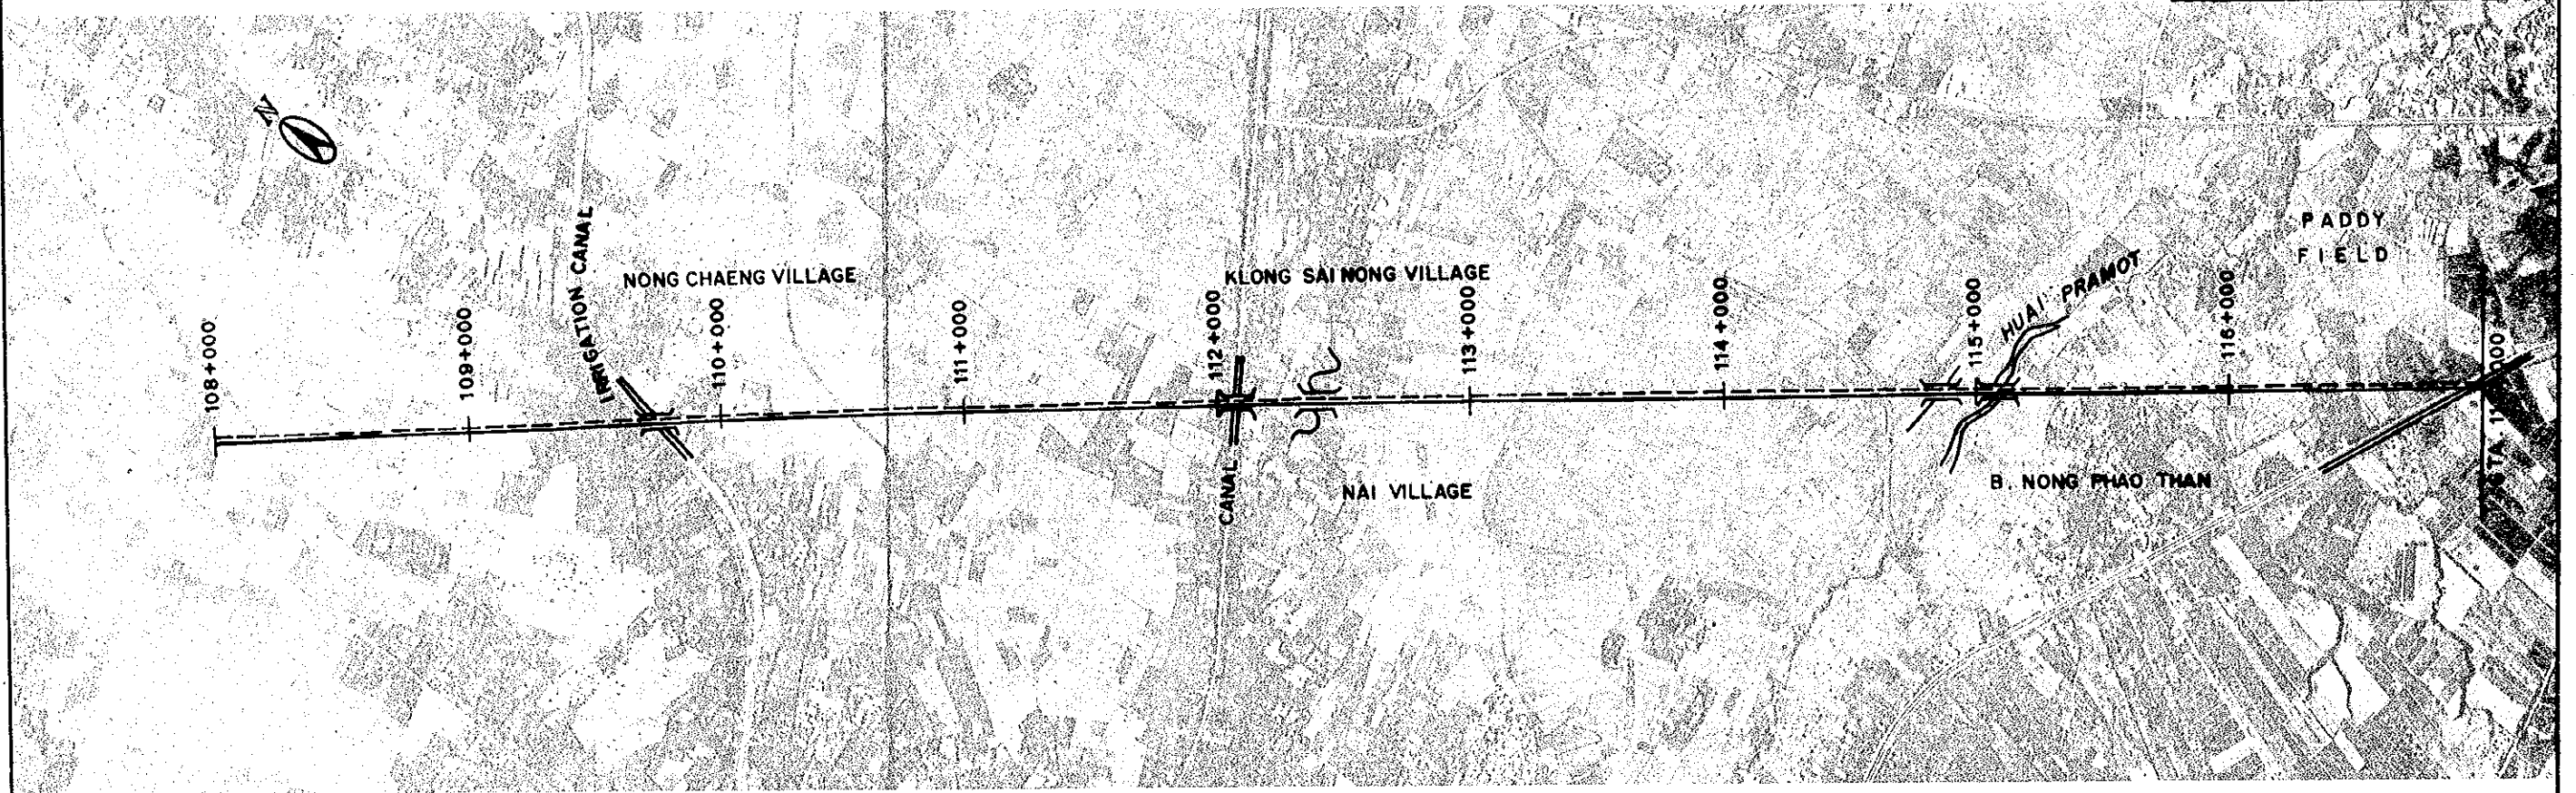 N
PADDY
FIELD
IRRIGATION CANAL
NONG CHAENG VILLAGE
KLONG SAI NONG VILLAGE
HUAI PRAMOT
108+000
109+000
110+000
111+000
112+000
113+000
114+000
115+000
116+000
CANAL
NAI VILLAGE
B. NONG PHAO THAN
STA.